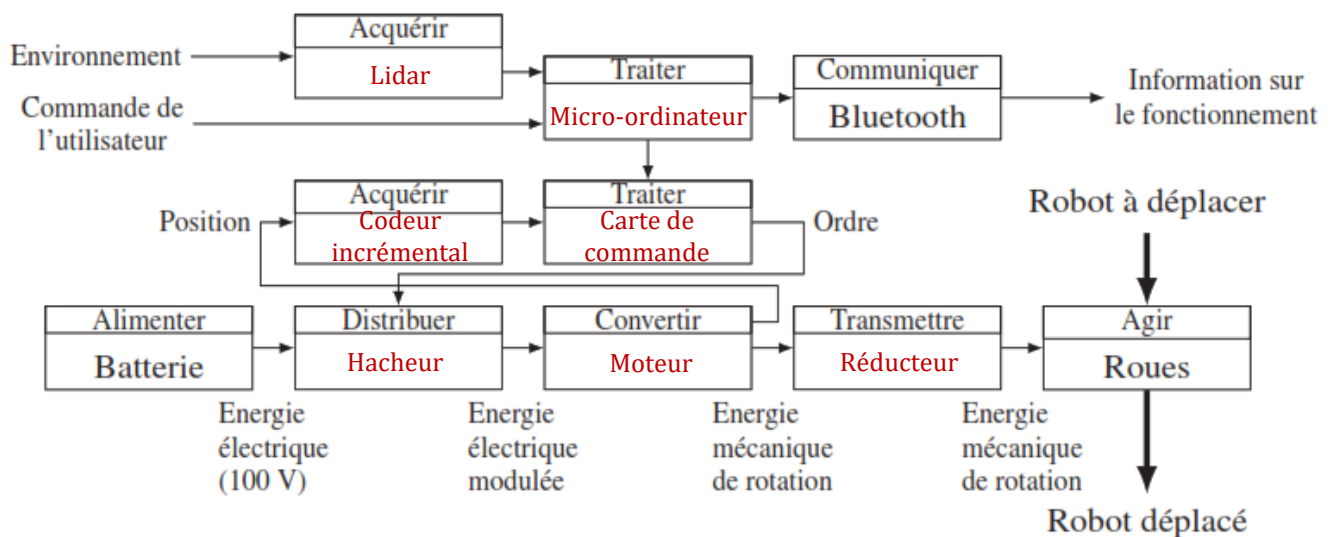 Environnement
Acquérir
Lidar
Commande de
l'utilisateur
Traiter
Micro-ordinateur
Communiquer
Bluetooth
Information sur
le fonctionnement
Position
Acquérir
Codeur
incrémental
Traiter
Carte de
commande
Ordre
Robot à déplacer
Alimenter
Batterie
Distribuer
Hacheur
Convertir
Moteur
Transmettre
Réducteur
Agir
Roues
Energie
électrique
(100 V)
Energie
électrique
modulée
Energie
mécanique
de rotation
Energie
mécanique
de rotation
Robot déplacé